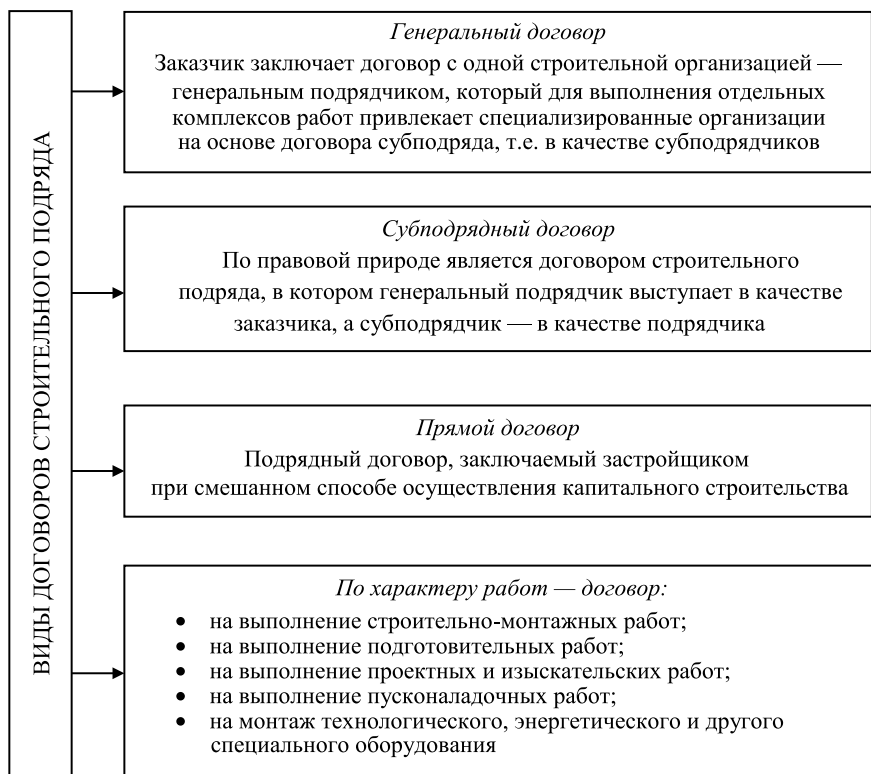 ВИДЫ ДОГОВОРОВ СТРОИТЕЛЬНОГО ПОДРЯДА
Генеральный договор
Заказчик заключает договор с одной строительной организацией —
генеральным подрядчиком, который для выполнения отдельных
комплексов работ привлекает специализированные организации
на основе договора субподряда, т.е. в качестве субподрядчиков
Субподрядный договор
По правовой природе является договором строительного
подряда, в котором генеральный подрядчик выступает в качестве
заказчика, а субподрядчик — в качестве подрядчика
Прямой договор
Подрядный договор, заключаемый застройщиком
при смешанном способе осуществления капитального строительства
По характеру работ — договор:
• на выполнение строительно-монтажных работ;
• на выполнение подготовительных работ;
• на выполнение проектных и изыскательских работ;
• на выполнение пусконаладочных работ;
• на монтаж технологического, энергетического и другого
специального оборудования